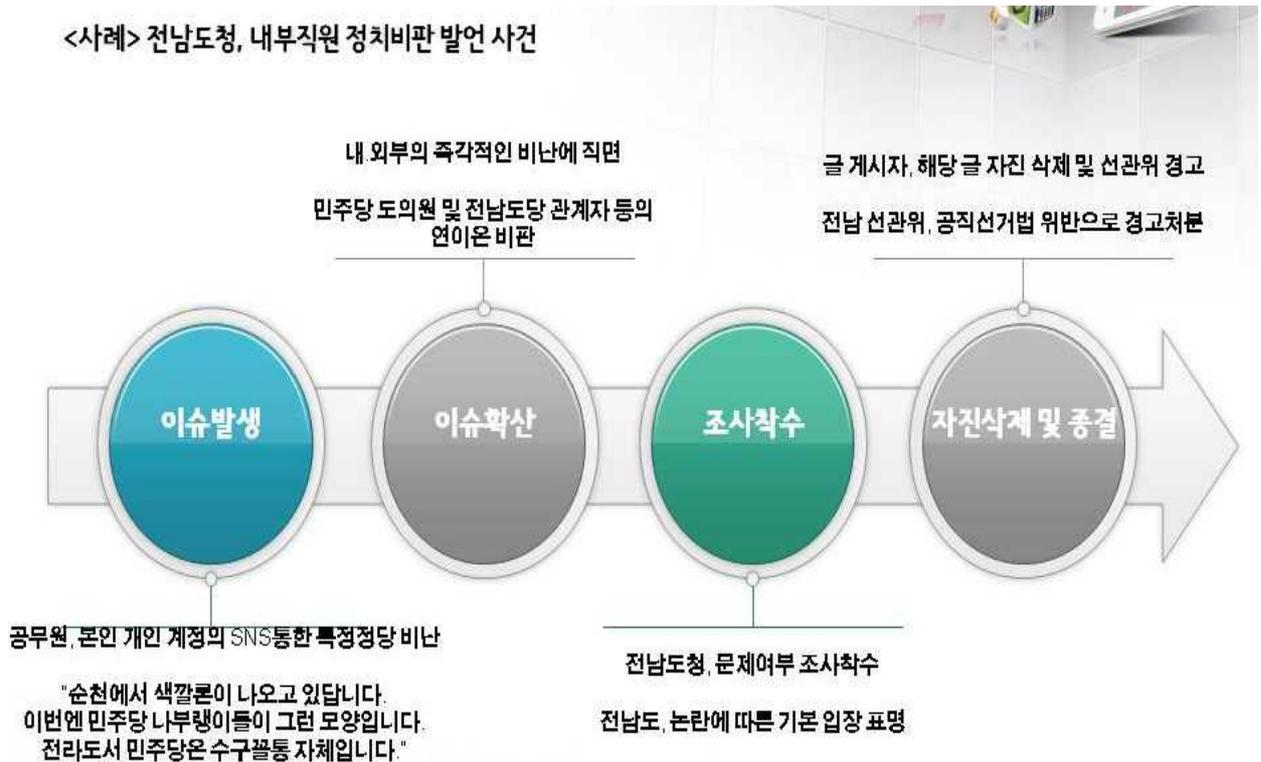 <사례> 전남도청, 내부직원 정치비판 발언 사건
내 외부의 즉각적인 비난에 직면
민주당 도의원 및 전남도당 관계자 등의
연이은 비판
글 게시자, 해당 글 자진 삭제 및 선관위 경고
전남 선관위, 공직선거법 위반으로 경고처분
이슈발생
이슈확산
조사착수
자진삭제 및 종결
공무원, 본인 개인 계정의 SNS통한 특정정당 비난
"순천에서 색깔론이 나오고 있답니다.
이번엔 민주당 나부랭이들이 그런 모양입니다.
전라도서 민주당은 수구꼴통 자체입니다."
전남도청, 문제여부 조사착수
전남도, 논란에 따른 기본 입장 표명